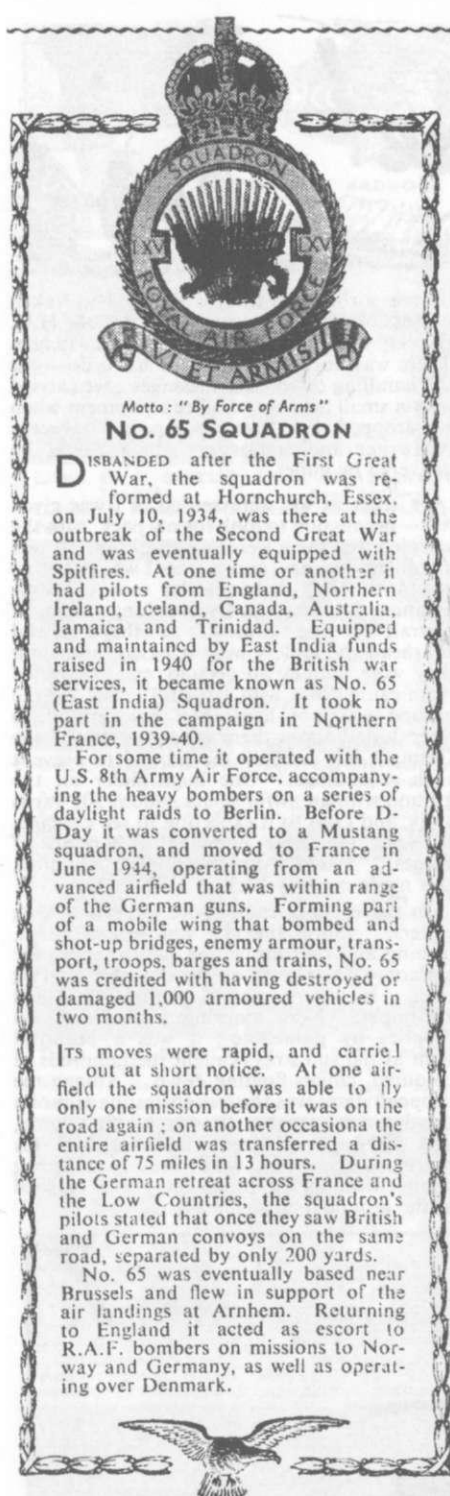 SQUADRON
LXV LXV
ROYAL AIR FORCE
VI ET ARMIS
Motto: "By Force of Arms"
No. 65 SQUADRON
DISBANDED after the First Great
War, the squadron was re-
formed at Hornchurch, Essex,
on July 10, 1934, was there at the
outbreak of the Second Great War
and was eventually equipped with
Spitfires. At one time or another it
had pilots from England, Northern
Ireland, Iceland, Canada, Australia,
Jamaica and Trinidad. Equipped
and maintained by East India funds
raised in 1940 for the British war
services, it became known as No. 65
(East India) Squadron. It took no
part in the campaign in Northern
France, 1939-40.
For some time it operated with the
U.S. 8th Army Air Force, accompany-
ing the heavy bombers on a series of
daylight raids to Berlin. Before D-
Day it was converted to a Mustang
squadron, and moved to France in
June 1944, operating from an ad-
vanced airfield that was within range
of the German guns. Forming part
of a mobile wing that bombed and
shot-up bridges, enemy armour, trans-
port, troops, barges and trains, No. 65
was credited with having destroyed or
damaged 1,000 armoured vehicles in
two months.
ITS moves were rapid, and carried
out at short notice. At one air-
field the squadron was able to fly
only one mission before it was on the
road again ; on another occasiona the
entire airfield was transferred a dis-
tance of 75 miles in 13 hours. During
the German retreat across France and
the Low Countries, the squadron's
pilots stated that once they saw British
and German convoys on the same
road, separated by only 200 yards.
No. 65 was eventually based near
Brussels and flew in support of the
air landings at Arnhem. Returning
to England it acted as escort to
R.A.F. bombers on missions to Nor-
way and Germany, as well as operat-
ing over Denmark.